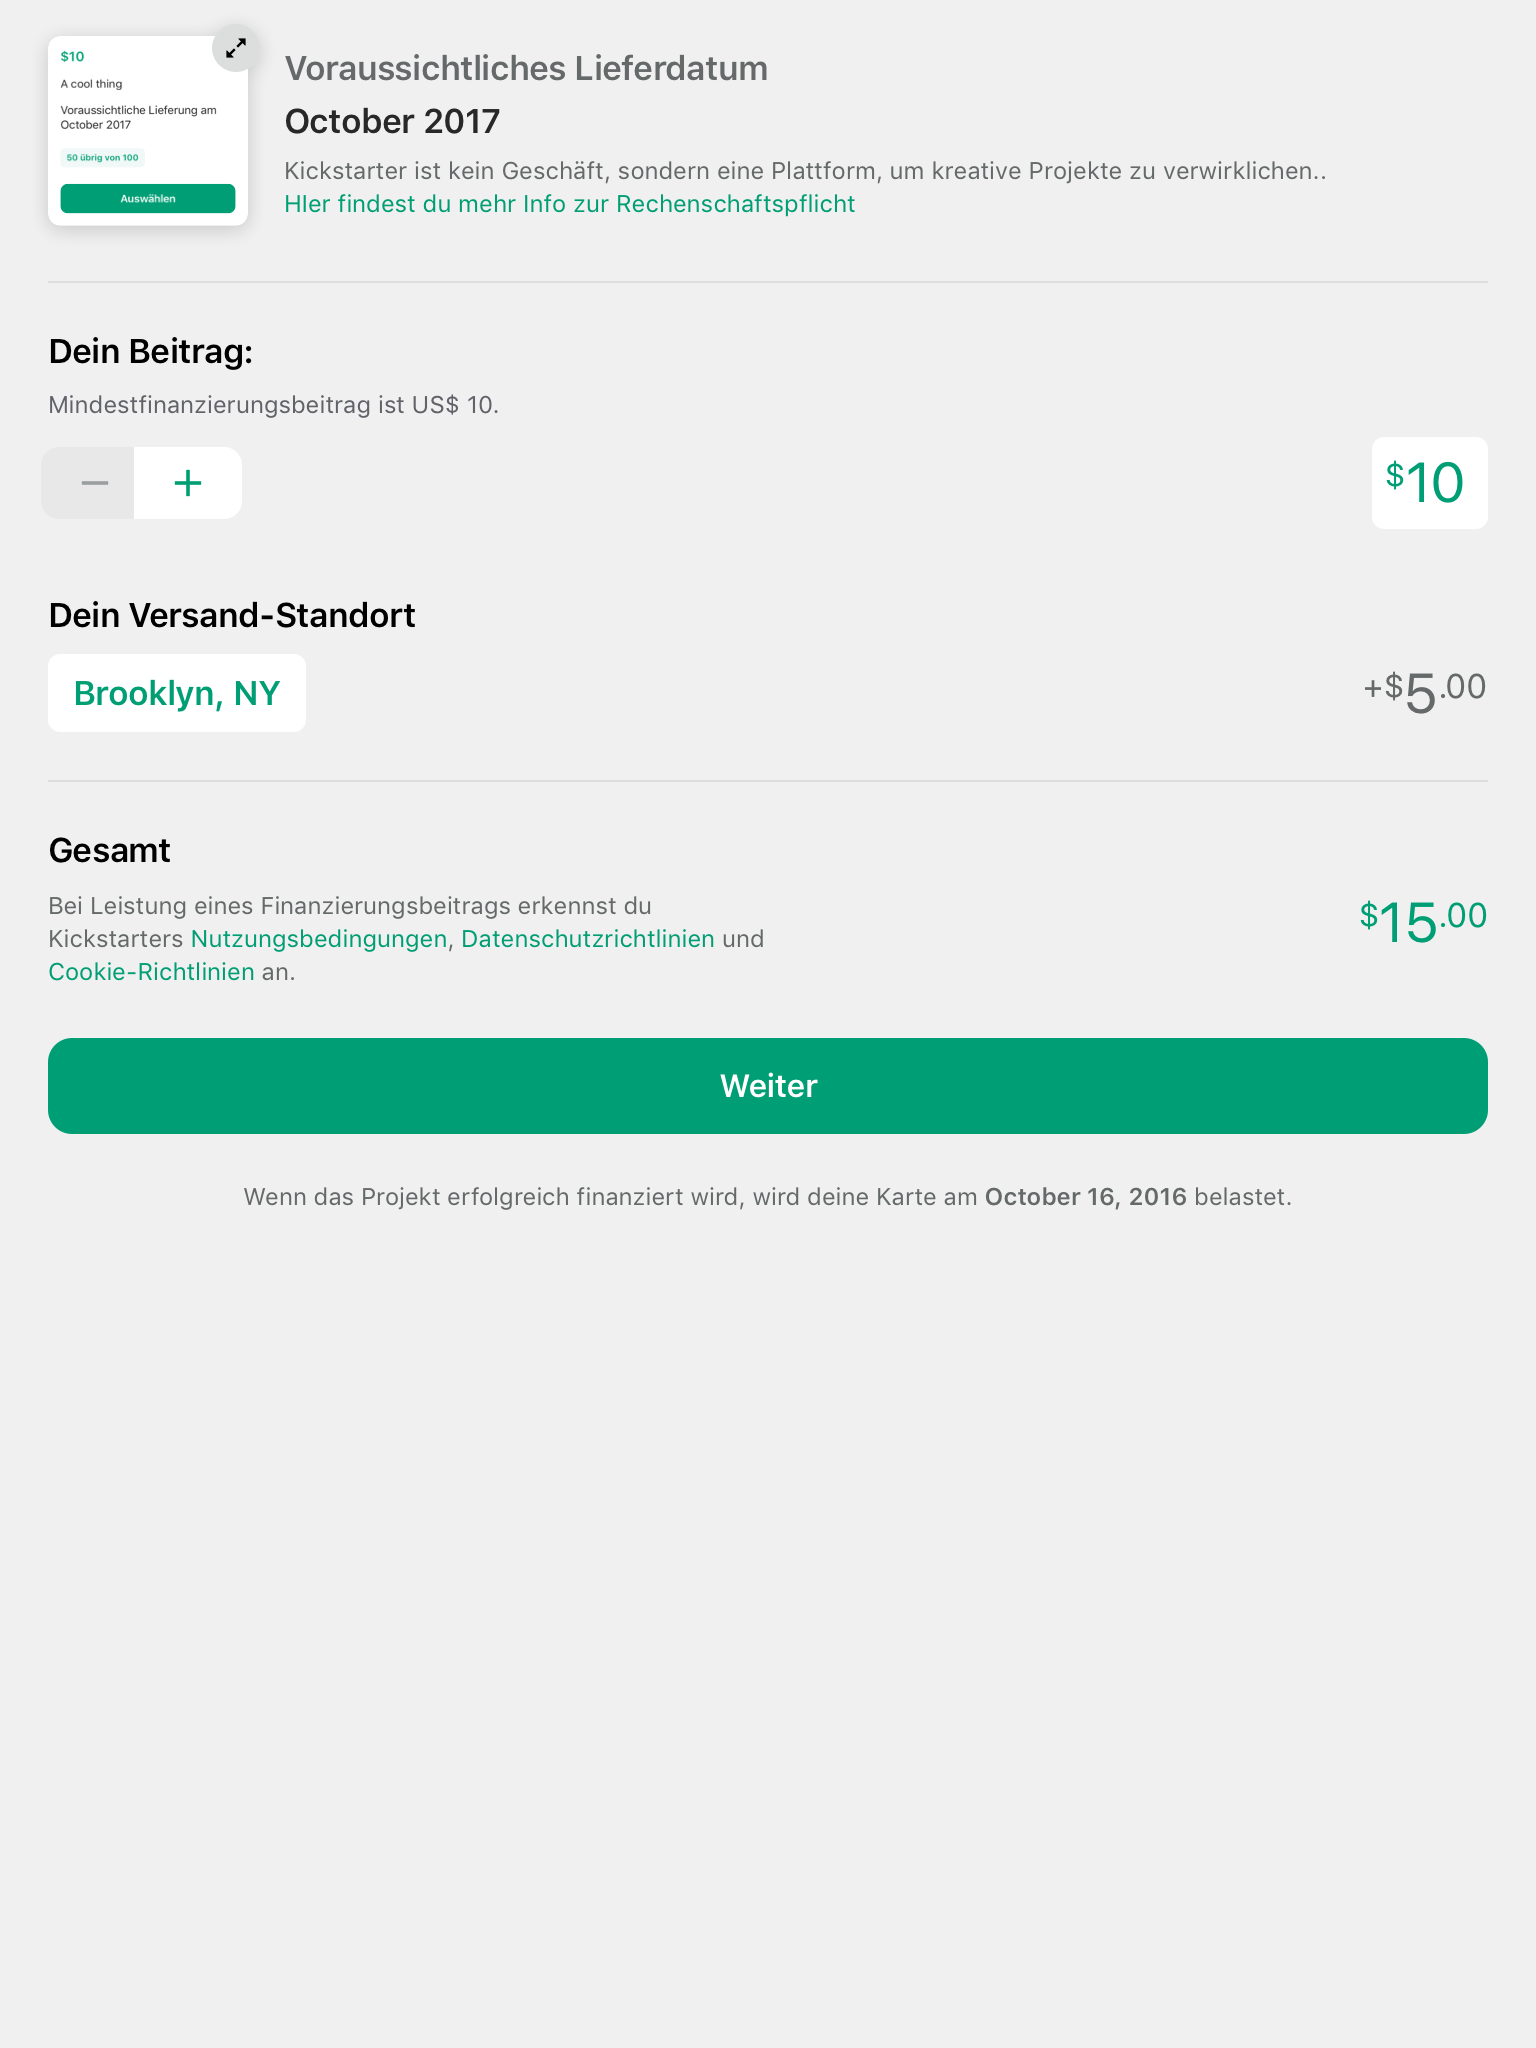 $10
A cool thing
Voraussichtliche Lieferung am
October 2017
50 übrig von 100
Auswählen
Voraussichtliches Lieferdatum
October 2017
Kickstarter ist kein Geschäft, sondern eine Plattform, um kreative Projekte zu verwirklichen..
HIer findest du mehr Info zur Rechenschaftspflicht
Dein Beitrag:
Mindestfinanzierungsbeitrag ist US$ 10.
$10
Dein Versand-Standort
Brooklyn, NY
+$5.00
Gesamt
Bei Leistung eines Finanzierungsbeitrags erkennst du
Kickstarters Nutzungsbedingungen, Datenschutzrichtlinien und
Cookie-Richtlinien an.
$15.00
Weiter
Wenn das Projekt erfolgreich finanziert wird, wird deine Karte am October 16, 2016 belastet.